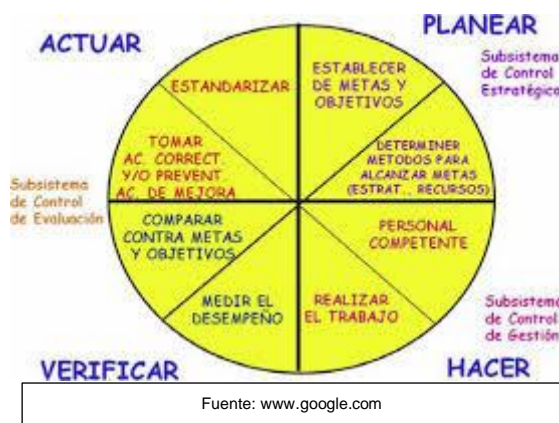 ACTUAR
PLANEAR
Subsistema
de Control
Estratégico
ESTANDARIZAR
ESTABLECER
DE METAS Y
OBJETIVOS
TOMAR
AC. CORRECT.
Y/O PREVENT.
AC. DE MEJORA
DETERMINER
METODOS PARA
ALCANZAR METAS
(ESTRAT., RECURSOS)
Subsistema
de Control
de Evaluación
COMPARAR
CONTRA METAS
Y OBJETIVOS
PERSONAL
COMPETENTE
MEDIR EL
DESEMPEÑO
REALIZAR
EL TRABAJO
Subsistema
de Control
de Gestión
VERIFICAR
HACER
Fuente: www.google.com